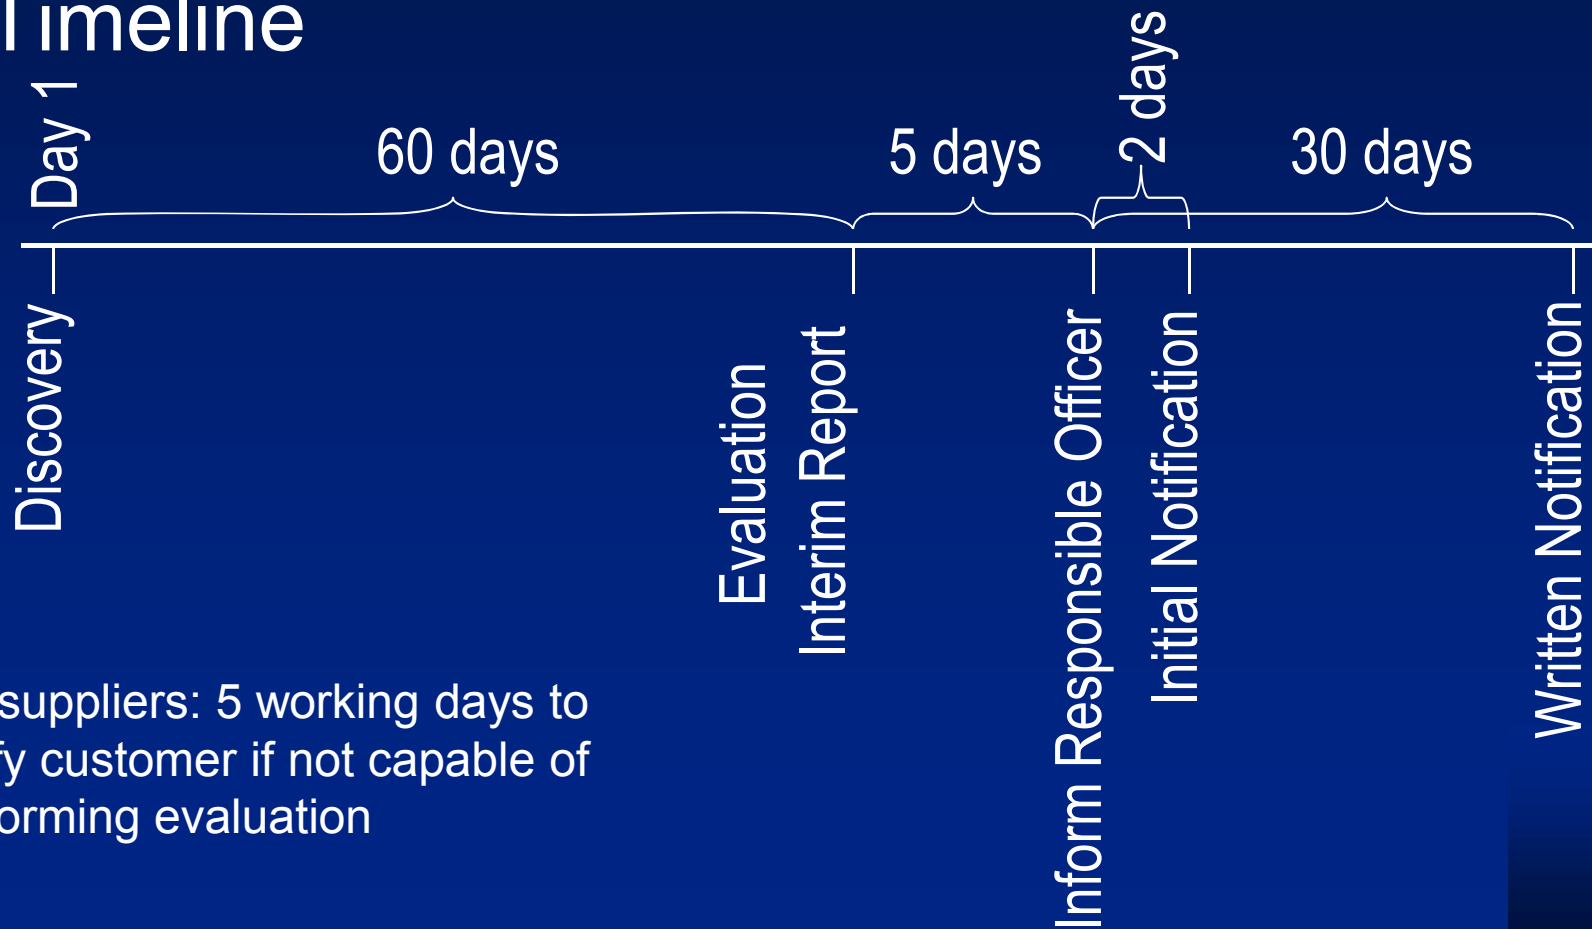 Timeline
Day 1
60 days
5 days
2 days
30 days
Discovery
Evaluation
Interim Report
Inform Responsible Officer
Initial Notification
Written Notification
suppliers: 5 working days to
customer if not capable of
evaluation